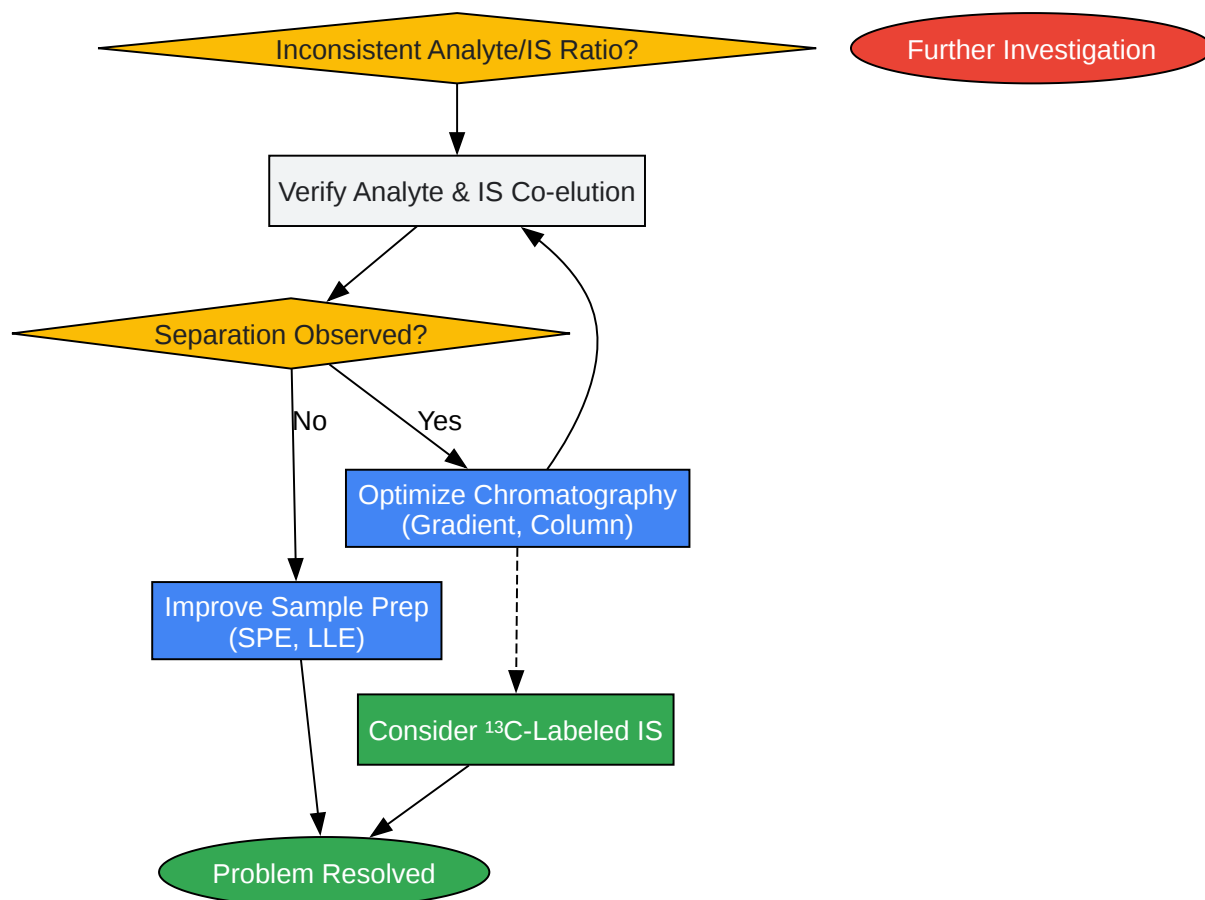 Inconsistent Analyte/IS Ratio?
Further Investigation
Verify Analyte & IS Co-elution
Separation Observed?
No
Yes
Optimize Chromatography
(Gradient, Column)
Improve Sample Prep
(SPE, LLE)
Consider ¹³C-Labeled IS
Problem Resolved